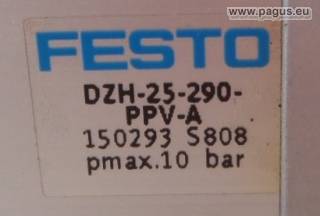 www.pagus.eu
FESTO
DZH-25-290-
PPV-A
150293 S808
pmax.10 bar